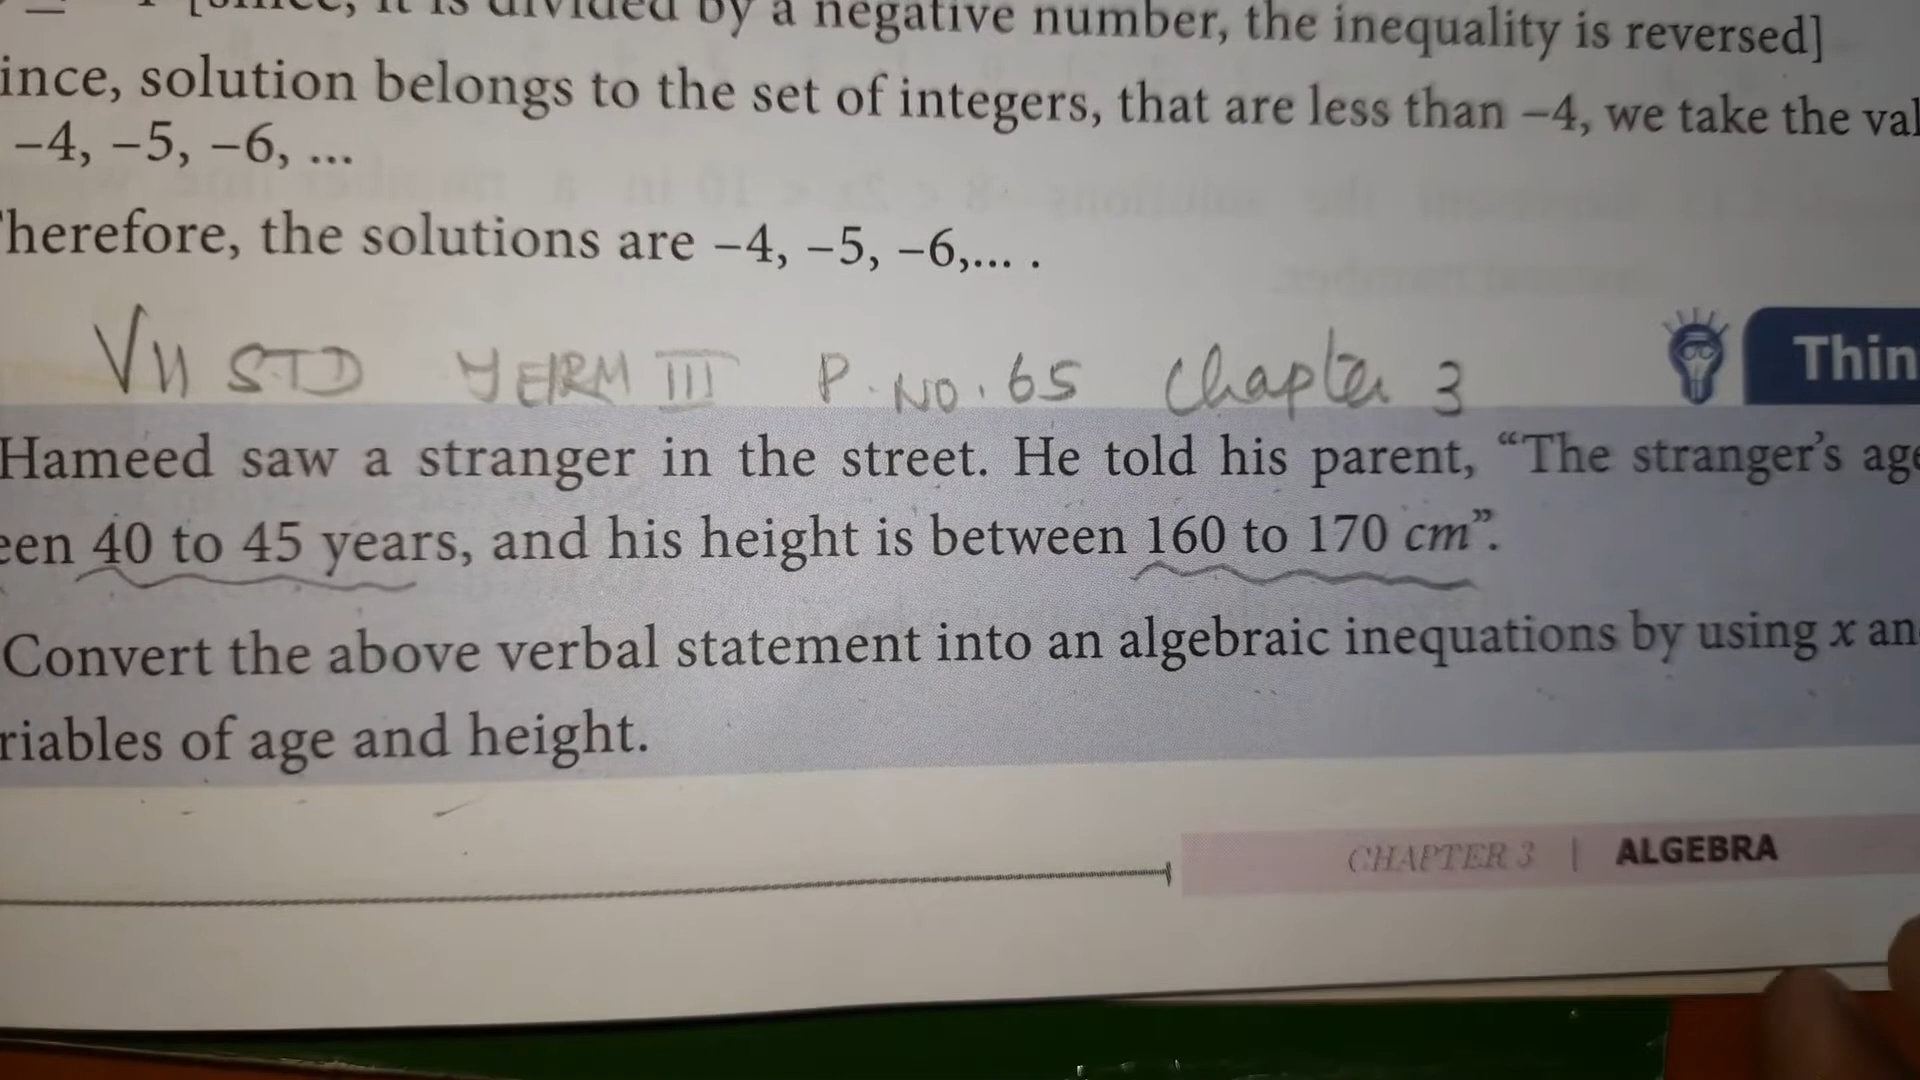 [since, it is divided by a negative number, the inequality is reversed]
ince, solution belongs to the set of integers, that are less than –4, we take the val
–4, –5, –6, ...
herefore, the solutions are –4, –5, –6,... .
VII STD TERM III P. NO. 65 Chapter 3
Thin
Hameed saw a stranger in the street. He told his parent, “The stranger’s age
een 40 to 45 years, and his height is between 160 to 170 cm”.
Convert the above verbal statement into an algebraic inequations by using x an
riables of age and height.
CHAPTER 3 | ALGEBRA